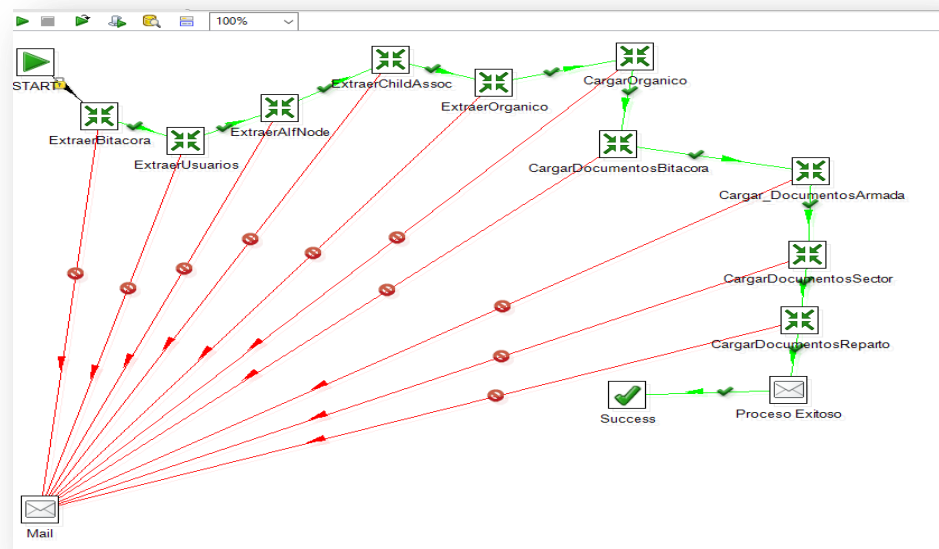 100%
START
ExtraerBitacora
ExtraerUsuarios
ExtraerAlfNode
ExtraerChildAssoc
ExtraerOrganico
CargarOrganico
CargarDocumentosBitacora
Cargar_DocumentosArmada
CargarDocumentosSector
CargarDocumentosReparto
Proceso Exitoso
Success
Mail